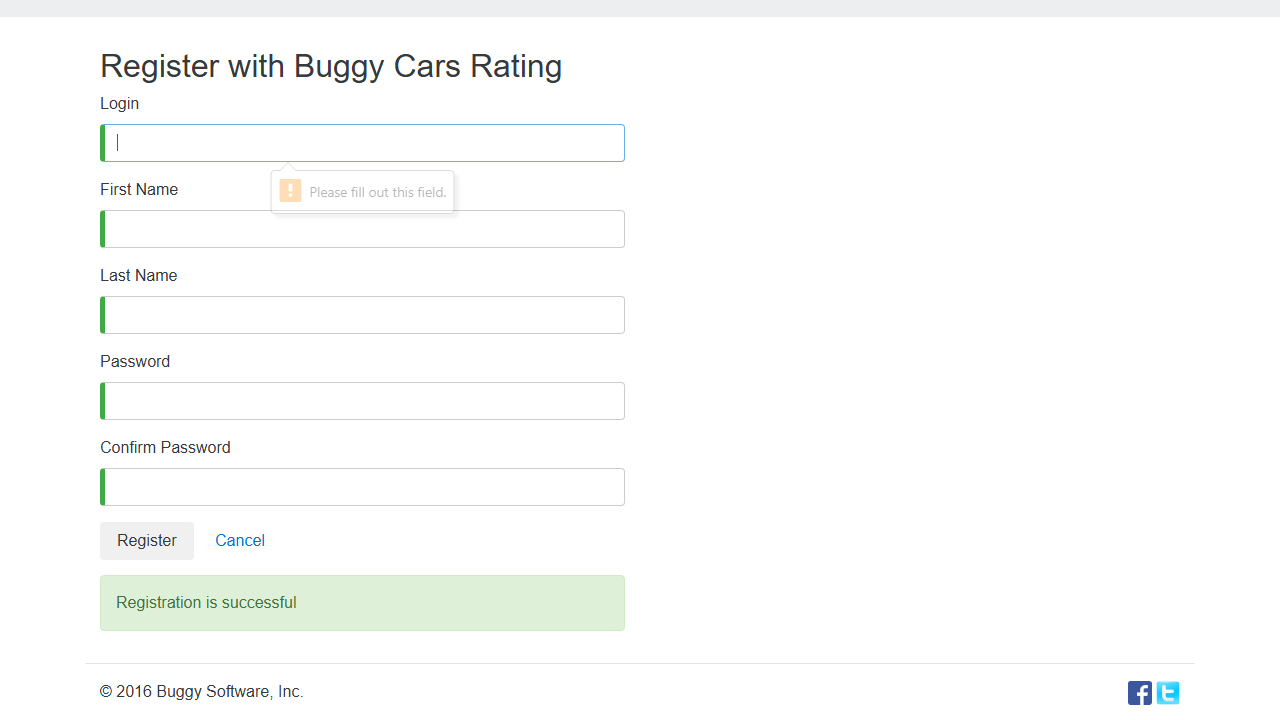 Register with Buggy Cars Rating
Login
Please fill out this field.
First Name
Last Name
Password
Confirm Password
Register Cancel
Registration is successful
© 2016 Buggy Software, Inc.